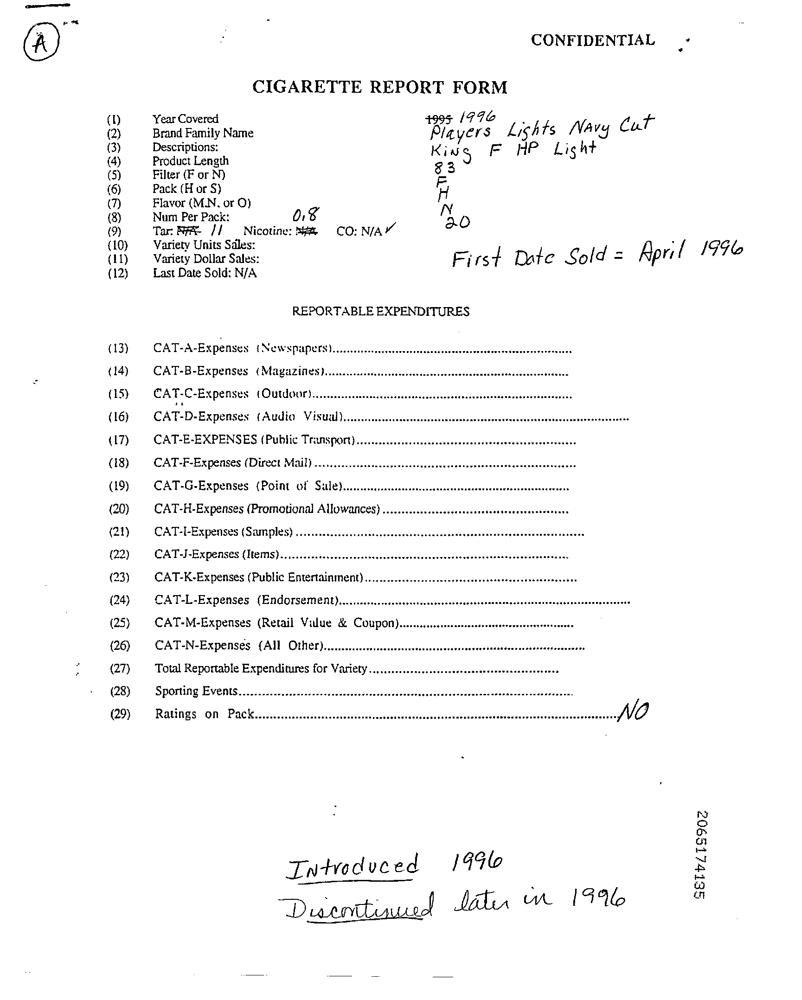 A
CONFIDENTIAL
CIGARETTE REPORT FORM
(1) Year Covered 1995 1996
(2) Brand Family Name Players Lights Navy Cut
(3) Descriptions: King F HP Light
(4) Product Length 83
(5) Filter (F or N) F
(6) Pack (H or S) H
(7) Flavor (M.N. or O) N
(8) Num Per Pack: 20
(9) Tar: N/A 11 Nicotine: N/A 0.8 CO: N/A ✓
(10) Variety Units Sales:
(11) Variety Dollar Sales: First Date Sold = April 1996
(12) Last Date Sold: N/A
REPORTABLE EXPENDITURES
(13) CAT-A-Expenses (Newspapers)
(14) CAT-B-Expenses (Magazines)
(15) CAT-C-Expenses (Outdoor)
(16) CAT-D-Expenses (Audio Visual)
(17) CAT-E-EXPENSES (Public Transport)
(18) CAT-F-Expenses (Direct Mail)
(19) CAT-G-Expenses (Point of Sale)
(20) CAT-H-Expenses (Promotional Allowances)
(21) CAT-I-Expenses (Samples)
(22) CAT-J-Expenses (Items)
(23) CAT-K-Expenses (Public Entertainment)
(24) CAT-L-Expenses (Endorsement)
(25) CAT-M-Expenses (Retail Value & Coupon)
(26) CAT-N-Expenses (All Other)
(27) Total Reportable Expenditures for Variety
(28) Sporting Events
(29) Ratings on Pack NO
Introduced 1996
Discontinued later in 1996
2065174135